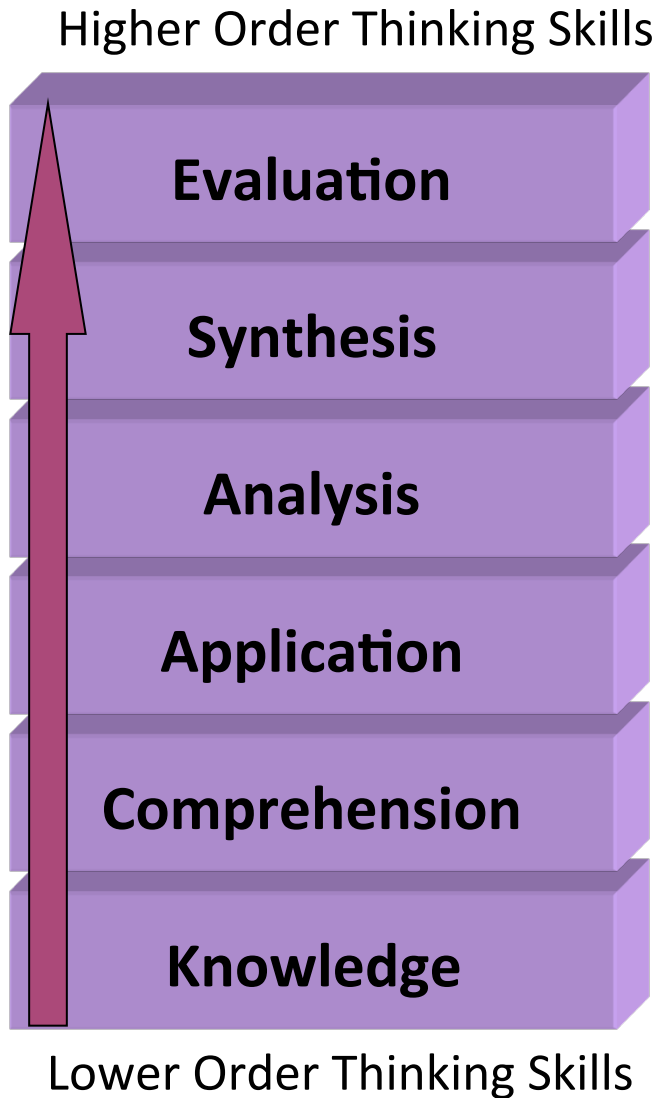 Higher Order Thinking Skills
Evaluation
Synthesis
Analysis
Application
Comprehension
Knowledge
Lower Order Thinking Skills